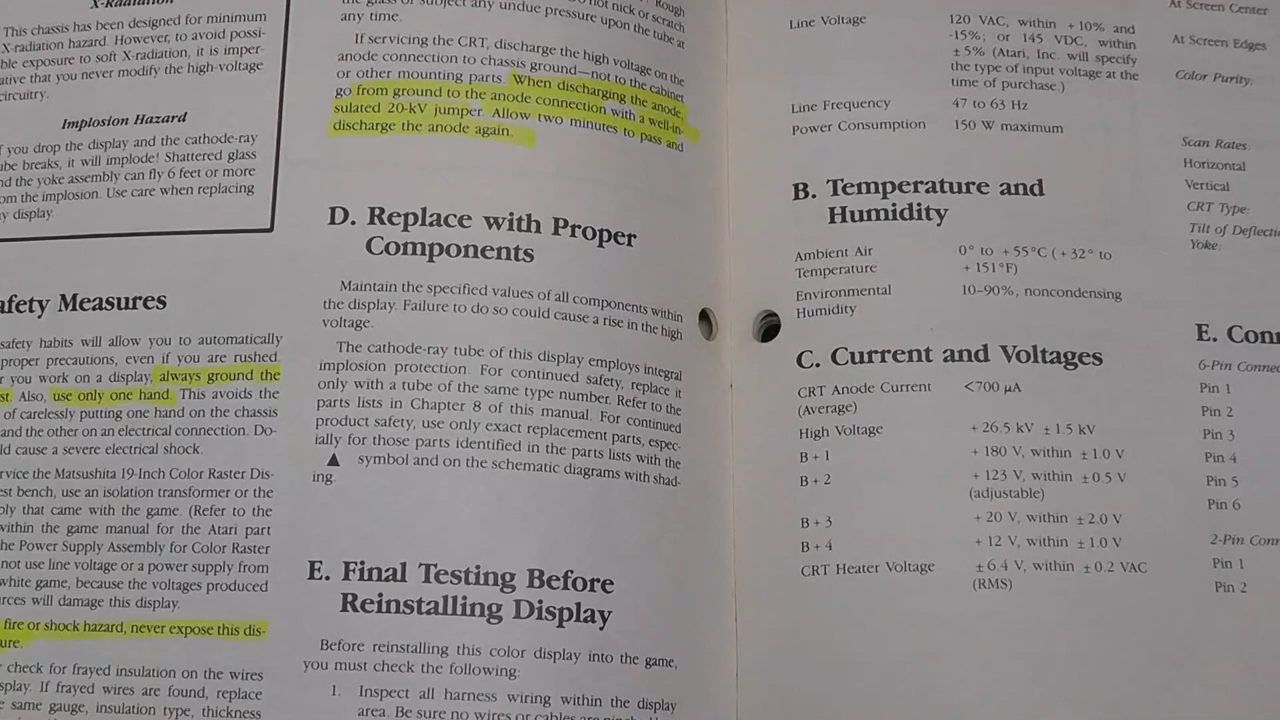 X-Radiation
This chassis has been designed for minimum
X-radiation hazard. However, to avoid possi-
ble exposure to soft X-radiation, it is imper-
ative that you never modify the high-voltage
circuitry.
Implosion Hazard
f you drop the display and the cathode-ray
ube breaks, it will implode! Shattered glass
nd the yoke assembly can fly 6 feet or more
om the implosion. Use care when replacing
y display.
afety Measures
safety habits will allow you to automatically
proper precautions, even if you are rushed.
r you work on a display, always ground the
st. Also, use only one hand. This avoids the
of carelessly putting one hand on the chassis
and the other on an electrical connection. Do-
ld cause a severe electrical shock.
rvice the Matsushita 19-Inch Color Raster Dis-
est bench, use an isolation transformer or the
ply that came with the game. (Refer to the
within the game manual for the Atari part
he Power Supply Assembly for Color Raster
not use line voltage or a power supply from
white game, because the voltages produced
rces will damage this display.
fire or shock hazard, never expose this dis-
ure.
check for frayed insulation on the wires
splay. If frayed wires are found, replace
e same gauge, insulation type, thickness
Rough
not nick or scratch
the glass or subject any undue pressure upon the tube at
any time.
If servicing the CRT, discharge the high voltage on the
anode connection to chassis ground—not to the cabinet
or other mounting parts. When discharging the anode,
go from ground to the anode connection with a well-in-
sulated 20-kV jumper. Allow two minutes to pass and
discharge the anode again.
D. Replace with Proper
Components
Maintain the specified values of all components within
the display. Failure to do so could cause a rise in the high
voltage.
The cathode-ray tube of this display employs integral
implosion protection. For continued safety, replace it
only with a tube of the same type number. Refer to the
parts lists in Chapter 8 of this manual. For continued
product safety, use only exact replacement parts, espec-
ially for those parts identified in the parts lists with the
▲ symbol and on the schematic diagrams with shad-
ing.
E. Final Testing Before
Reinstalling Display
Before reinstalling this color display into the game,
you must check the following:
1. Inspect all harness wiring within the display
area. Be sure no wires or cables are pinched
Line Voltage 120 VAC, within +10% and
-15%; or 145 VDC, within
±5% (Atari, Inc. will specify
the type of input voltage at the
time of purchase.)
Line Frequency 47 to 63 Hz
Power Consumption 150 W maximum
B. Temperature and
Humidity
Ambient Air 0° to +55°C (+32° to
Temperature +151°F)
Environmental 10–90%, noncondensing
Humidity
C. Current and Voltages
CRT Anode Current <700 μA
(Average)
High Voltage +26.5 kV ±1.5 kV
B+1 +180 V, within ±1.0 V
B+2 +123 V, within ±0.5 V
(adjustable)
B+3 +20 V, within ±2.0 V
B+4 +12 V, within ±1.0 V
CRT Heater Voltage ±6.4 V, within ±0.2 VAC
(RMS)
At Screen Center
At Screen Edges
Color Purity:
Scan Rates:
Horizontal
Vertical
CRT Type:
Tilt of Deflecti
Yoke:
E. Con
6-Pin Connec
Pin 1
Pin 2
Pin 3
Pin 4
Pin 5
Pin 6
2-Pin Conn
Pin 1
Pin 2